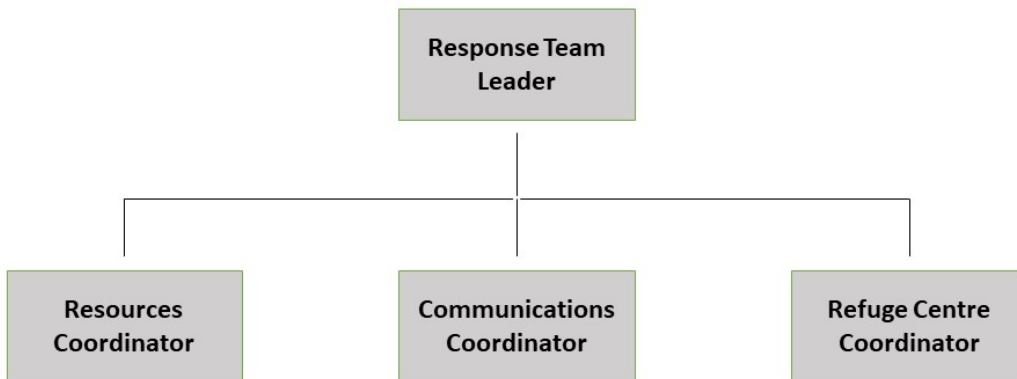 Response Team
Leader
Resources
Coordinator
Communications
Coordinator
Refuge Centre
Coordinator